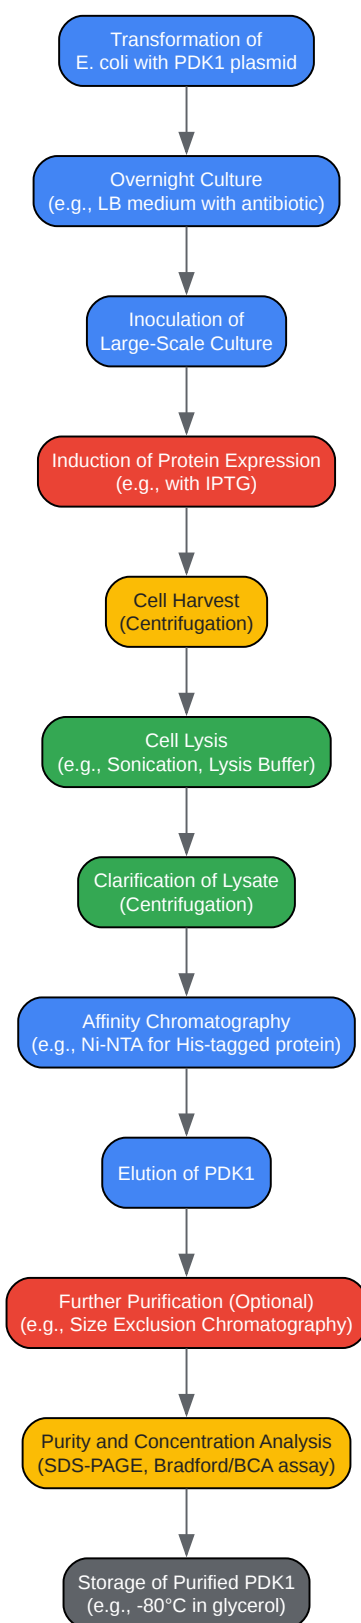 Transformation of
E. coli with PDK1 plasmid
Overnight Culture
(e.g., LB medium with antibiotic)
Inoculation of
Large-Scale Culture
Induction of Protein Expression
(e.g., with IPTG)
Cell Harvest
(Centrifugation)
Cell Lysis
(e.g., Sonication, Lysis Buffer)
Clarification of Lysate
(Centrifugation)
Affinity Chromatography
(e.g., Ni-NTA for His-tagged protein)
Elution of PDK1
Further Purification (Optional)
(e.g., Size Exclusion Chromatography)
Purity and Concentration Analysis
(SDS-PAGE, Bradford/BCA assay)
Storage of Purified PDK1
(e.g., -80°C in glycerol)